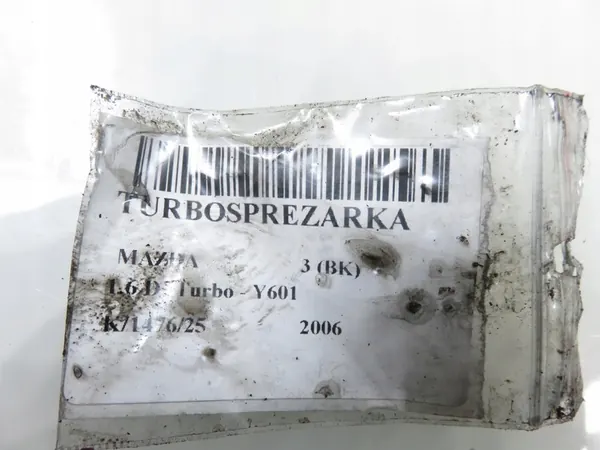 TURBOSPREZARKA
MAZDA 3 (BK)
1.6 D Turbo - Y601
K71476/25 2006